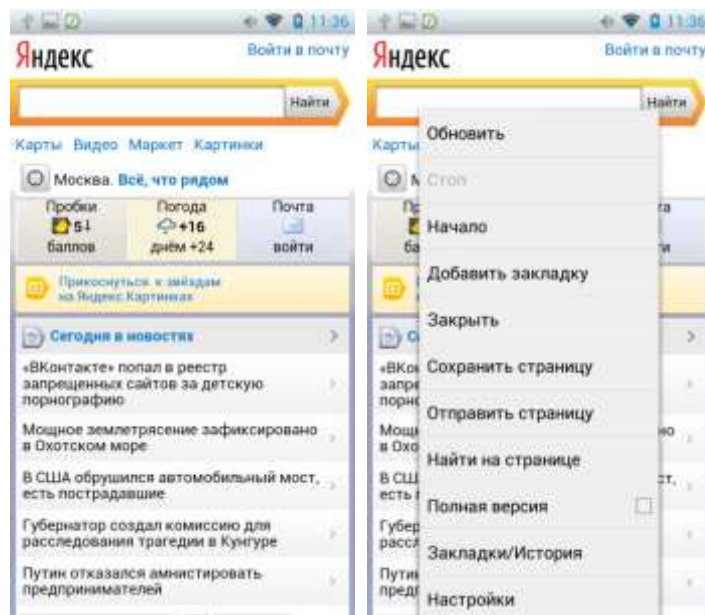 11:36
Яндекс
Войти в почту
Найти
Карты Видео Маркет Картинки
Москва. Всё, что рядом
Пробки Погода Почта
5↓ +16
баллов днём +24 войти
Прикоснуться к звёздам
на Яндекс.Картинках
Сегодня в новостях
«ВКонтакте» попал в реестр
запрещенных сайтов за детскую
порнографию
Мощное землетрясение зафиксировано
в Охотском море
В США обрушился автомобильный мост,
есть пострадавшие
Губернатор создал комиссию для
расследования трагедии в Кунгуре
Путин отказался амнистировать
предпринимателей
11:36
Яндекс
Войти в почту
Найти
Карты
Обновить
Стоп
Начало
Добавить закладку
Закрыть
Сохранить страницу
Отправить страницу
Найти на странице
Полная версия
Закладки/История
Настройки